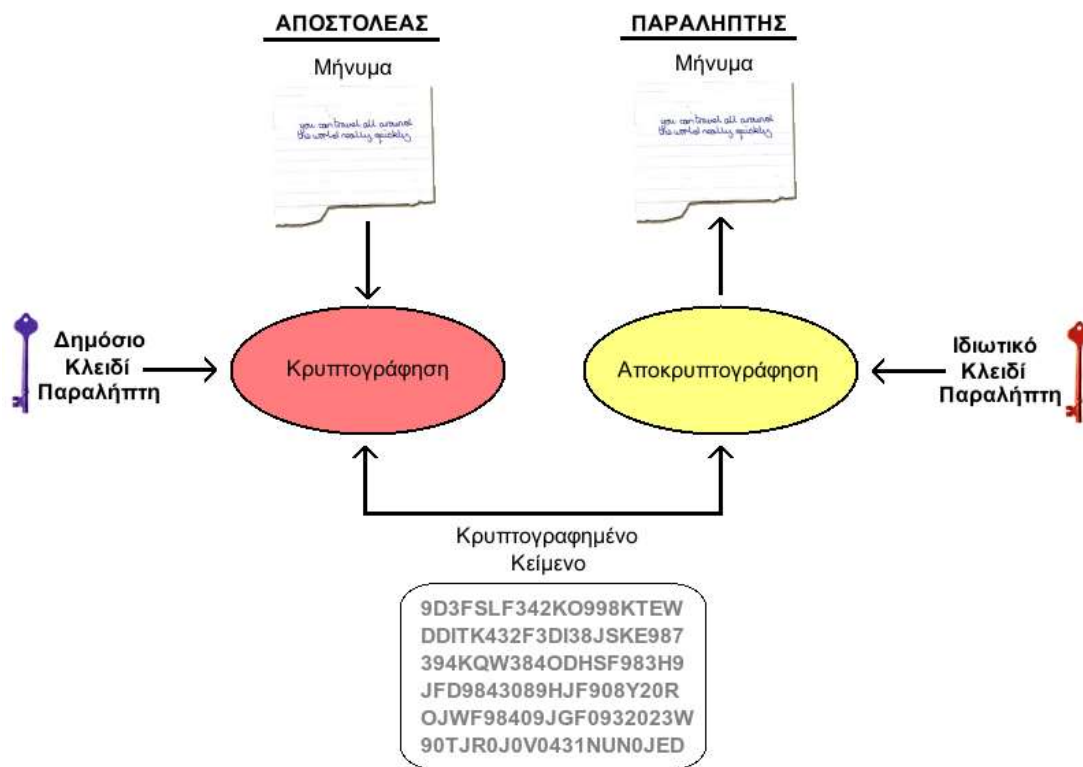 ΑΠΟΣΤΟΛΕΑΣ
Μήνυμα
you can travel all around
the world really quickly
ΠΑΡΑΛΗΠΤΗΣ
Μήνυμα
you can travel all around
the world really quickly
Δημόσιο
Κλειδί
Παραλήπτη
Κρυπτογράφηση
Αποκρυπτογράφηση
Ιδιωτικό
Κλειδί
Παραλήπτη
Κρυπτογραφημένο
Κείμενο
9D3FSLF342KO998KTEW
DDITK432F3DI38JSKE987
394KQW384ODHSF983H9
JFD9843089HJF908Y20R
OJWF98409JGF0932023W
90TJR0J0V0431NUN0JED